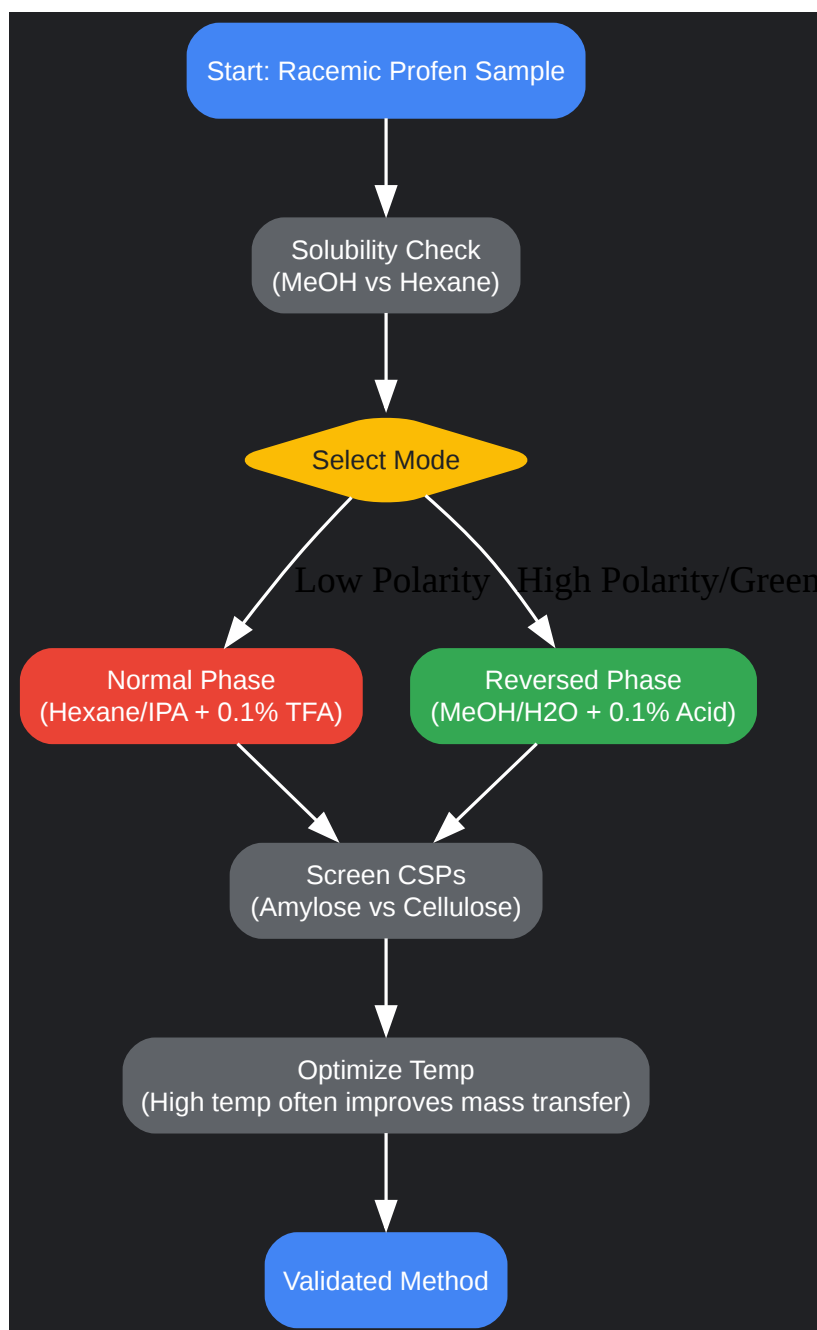 Start: Racemic Profen Sample
Solubility Check
(MeOH vs Hexane)
Select Mode
Low Polarity
High Polarity/Green
Normal Phase
(Hexane/IPA + 0.1% TFA)
Reversed Phase
(MeOH/H2O + 0.1% Acid)
Screen CSPs
(Amylose vs Cellulose)
Optimize Temp
(High temp often improves mass transfer)
Validated Method